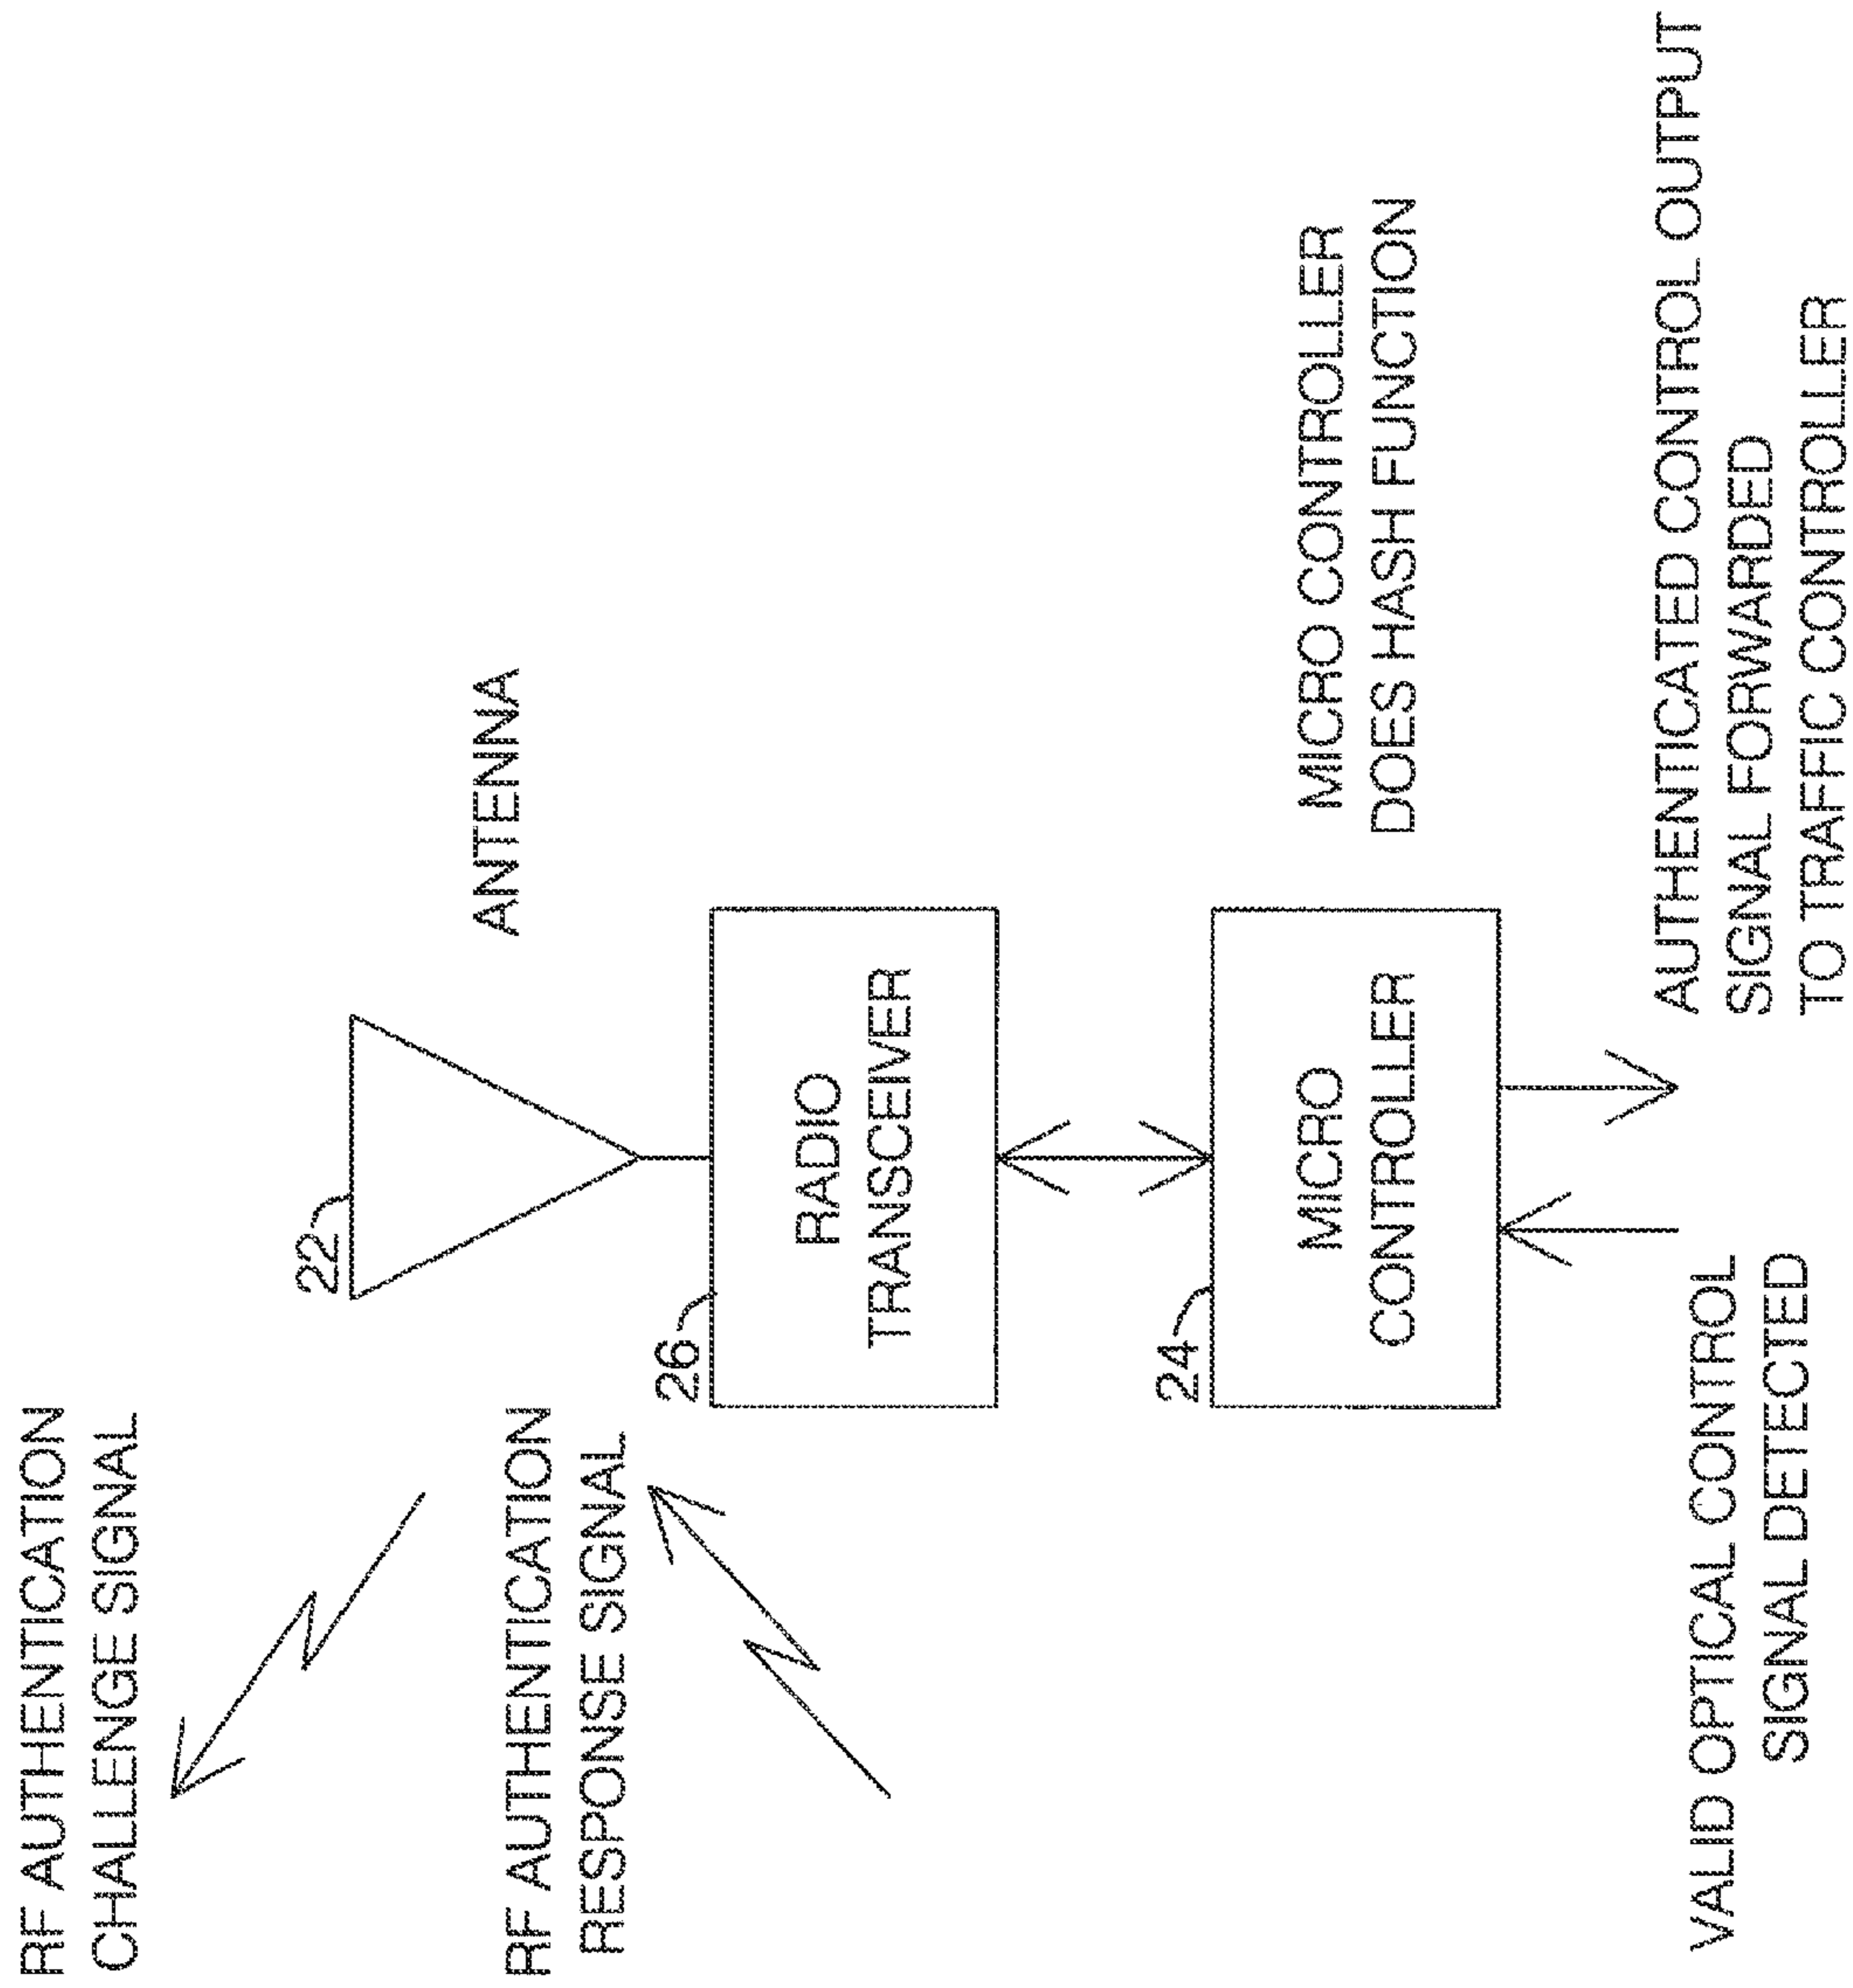 RF AUTHENTICATION
CHALLENGE SIGNAL
22
ANTENNA
RF AUTHENTICATION
RESPONSE SIGNAL
26
RADIO
TRANSCEIVER
24
MICRO
CONTROLLER
MICRO CONTROLLER
DOES HASH FUNCTION
VALID OPTICAL CONTROL
SIGNAL DETECTED
AUTHENTICATED CONTROL OUTPUT
SIGNAL FORWARDED
TO TRAFFIC CONTROLLER